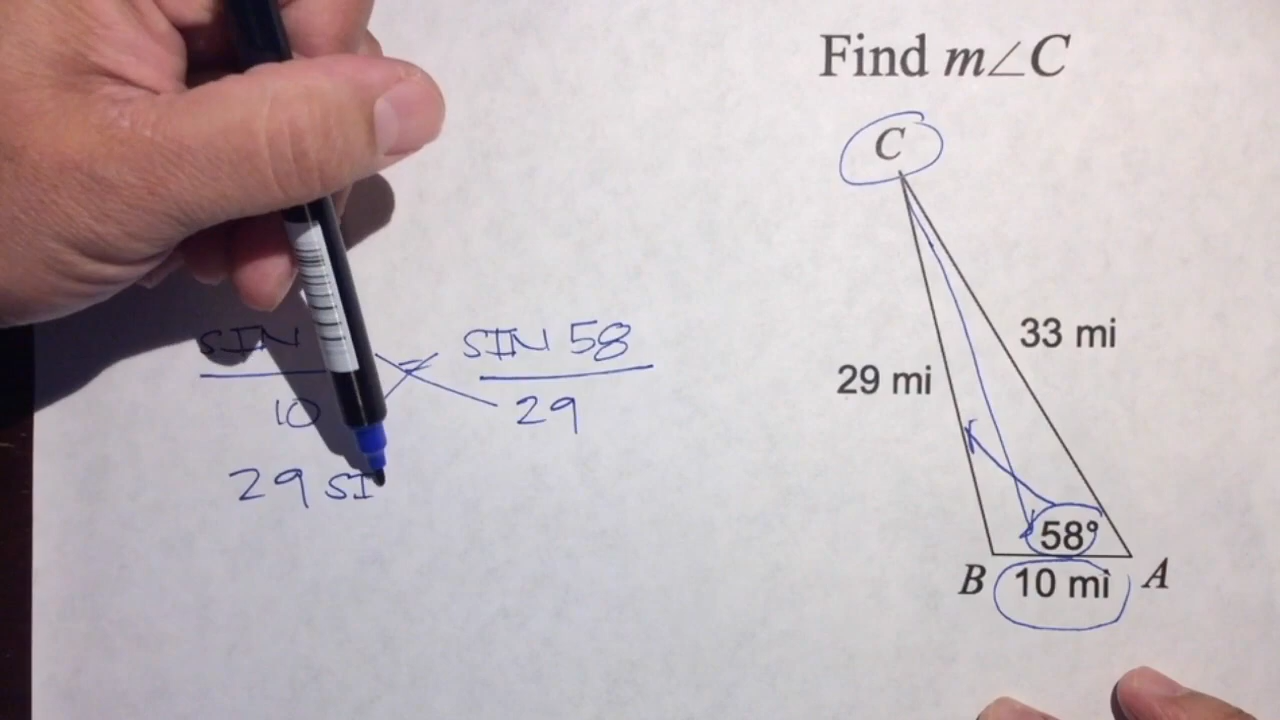 Find m∠C
C
33 mi
29 mi
58°
B
10 mi
A
SIN
SIN 58
10
29
29 SI